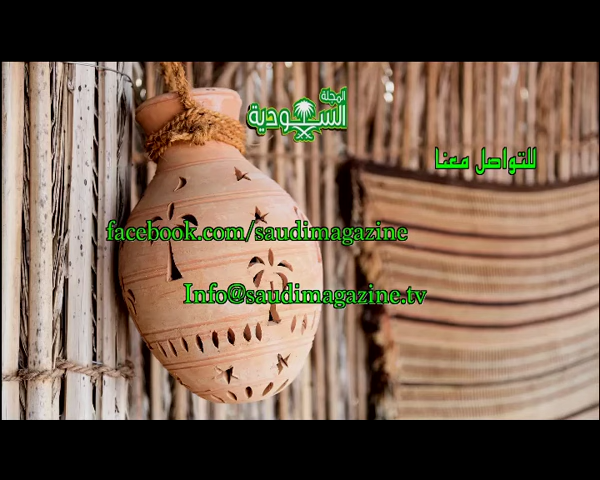 المجلة
السعودية
للتواصل معنا
facebook.com/saudimagazine
Info@saudimagazine.tv